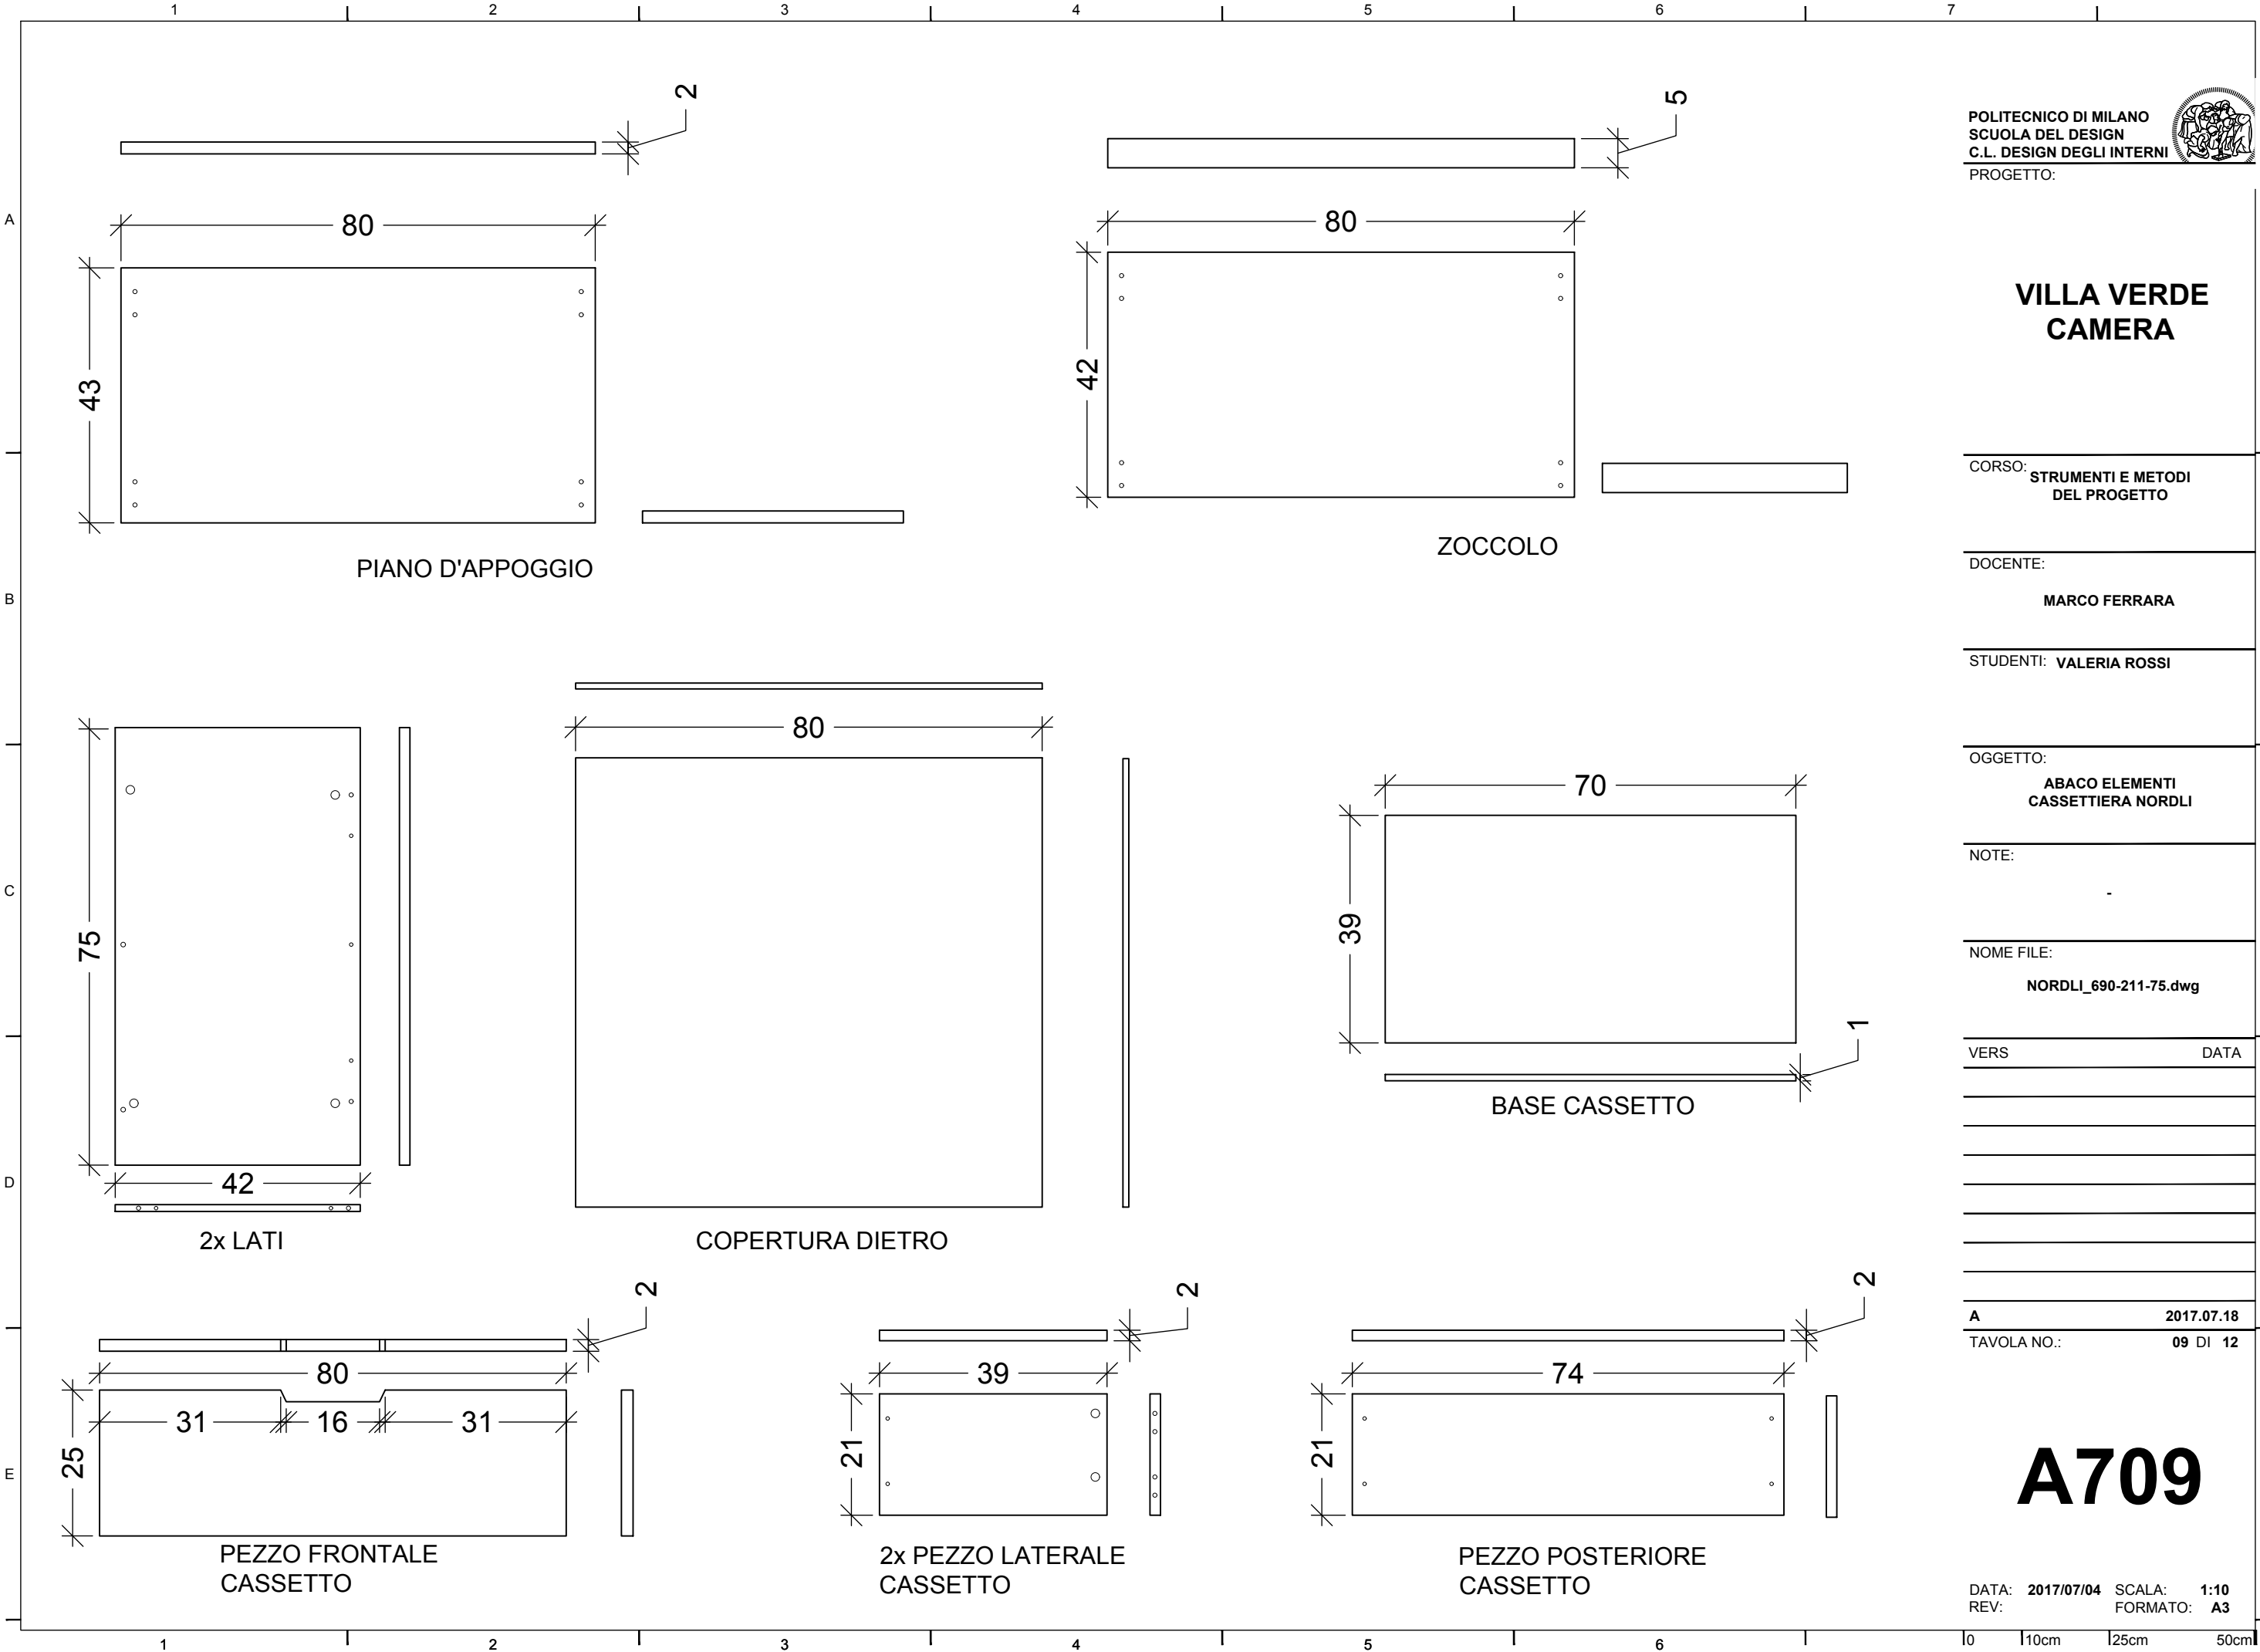 1 2 3 4 5 6 7
A
B
C
D
E
2
80
43
PIANO D'APPOGGIO
5
80
42
ZOCCOLO
75
42
2x LATI
80
COPERTURA DIETRO
70
39
1
BASE CASSETTO
2
80
31 16 31
25
PEZZO FRONTALE
CASSETTO
2
39
21
2x PEZZO LATERALE
CASSETTO
2
74
21
PEZZO POSTERIORE
CASSETTO
1 2 3 4 5 6
POLITECNICO DI MILANO
SCUOLA DEL DESIGN
C.L. DESIGN DEGLI INTERNI
PROGETTO:
VILLA VERDE
CAMERA
CORSO: STRUMENTI E METODI
DEL PROGETTO
DOCENTE:
MARCO FERRARA
STUDENTI: VALERIA ROSSI
OGGETTO:
ABACO ELEMENTI
CASSETTIERA NORDLI
NOTE:
-
NOME FILE:
NORDLI_690-211-75.dwg
VERS DATA
A 2017.07.18
TAVOLA NO.: 09 DI 12
A709
DATA: 2017/07/04 SCALA: 1:10
REV: FORMATO: A3
0 10cm 25cm 50cm